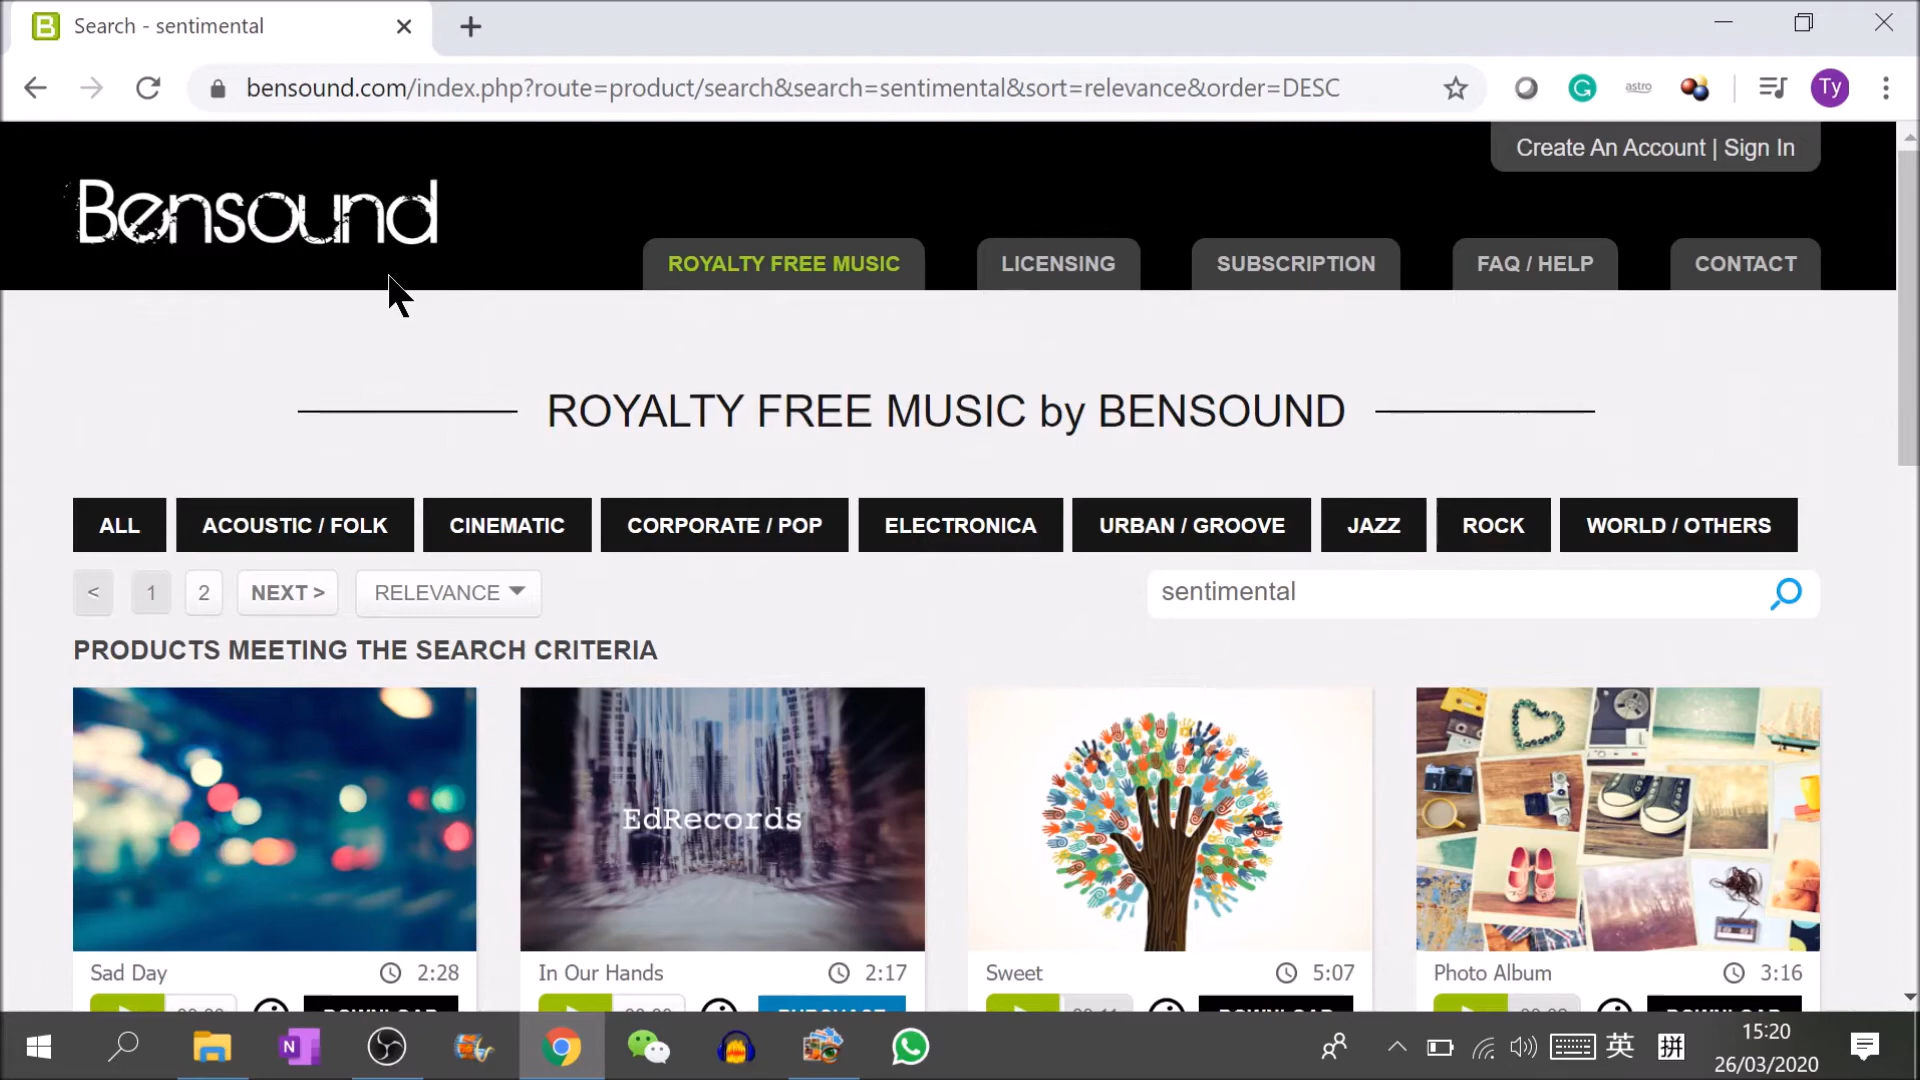 Search - sentimental
bensound.com/index.php?route=product/search&search=sentimental&sort=relevance&order=DESC
astro
Ty
Create An Account | Sign In
Bensound
ROYALTY FREE MUSIC
LICENSING
SUBSCRIPTION
FAQ / HELP
CONTACT
ROYALTY FREE MUSIC by BENSOUND
ALL
ACOUSTIC / FOLK
CINEMATIC
CORPORATE / POP
ELECTRONICA
URBAN / GROOVE
JAZZ
ROCK
WORLD / OTHERS
<
1
2
NEXT >
RELEVANCE
sentimental
PRODUCTS MEETING THE SEARCH CRITERIA
EdRecords
Sad Day 2:28
In Our Hands 2:17
Sweet 5:07
Photo Album 3:16
英
拼
15:20
26/03/2020